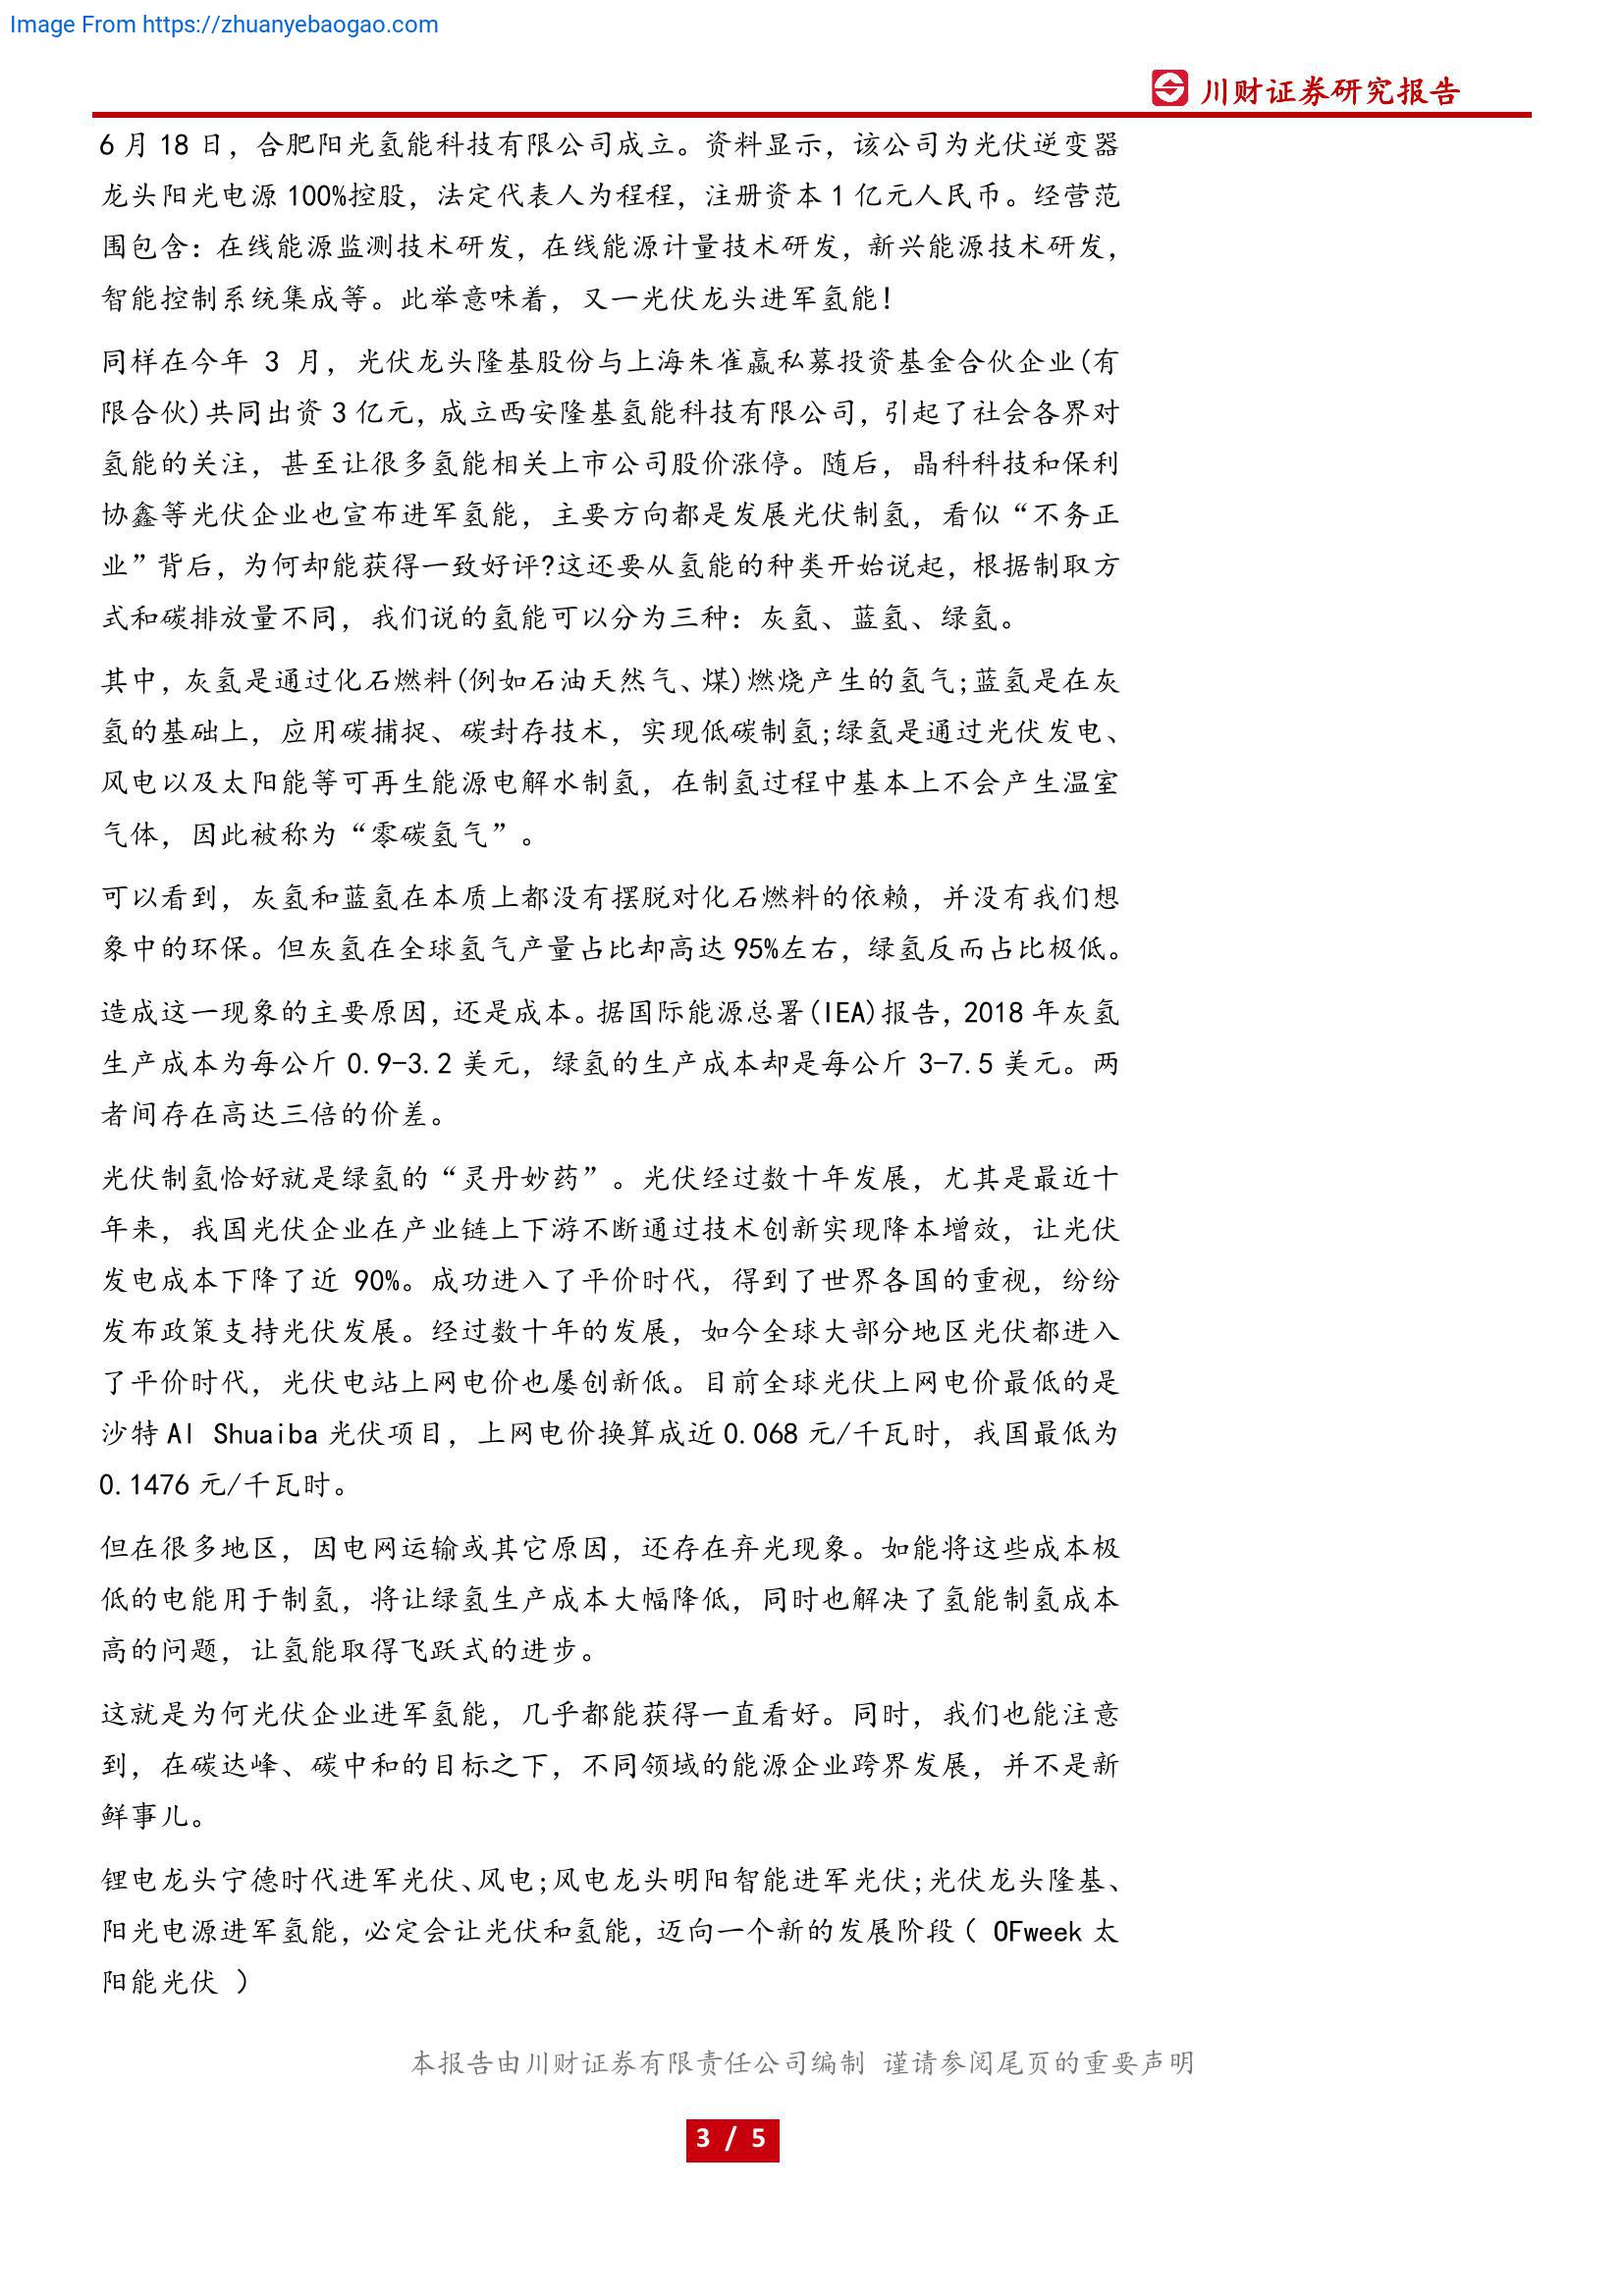 Image From https://zhuanyebaogao.com
川财证券研究报告
6月18日，合肥阳光氢能科技有限公司成立。资料显示，该公司为光伏逆变器
龙头阳光电源100%控股，法定代表人为程程，注册资本1亿元人民币。经营范
围包含：在线能源监测技术研发，在线能源计量技术研发，新兴能源技术研发，
智能控制系统集成等。此举意味着，又一光伏龙头进军氢能！
同样在今年 3 月，光伏龙头隆基股份与上海朱雀嬴私募投资基金合伙企业(有
限合伙)共同出资3亿元，成立西安隆基氢能科技有限公司，引起了社会各界对
氢能的关注，甚至让很多氢能相关上市公司股价涨停。随后，晶科科技和保利
协鑫等光伏企业也宣布进军氢能，主要方向都是发展光伏制氢，看似“不务正
业”背后，为何却能获得一致好评?这还要从氢能的种类开始说起，根据制取方
式和碳排放量不同，我们说的氢能可以分为三种：灰氢、蓝氢、绿氢。
其中，灰氢是通过化石燃料(例如石油天然气、煤)燃烧产生的氢气;蓝氢是在灰
氢的基础上，应用碳捕捉、碳封存技术，实现低碳制氢;绿氢是通过光伏发电、
风电以及太阳能等可再生能源电解水制氢，在制氢过程中基本上不会产生温室
气体，因此被称为“零碳氢气”。
可以看到，灰氢和蓝氢在本质上都没有摆脱对化石燃料的依赖，并没有我们想
象中的环保。但灰氢在全球氢气产量占比却高达95%左右，绿氢反而占比极低。
造成这一现象的主要原因，还是成本。据国际能源总署(IEA)报告，2018年灰氢
生产成本为每公斤0.9-3.2美元，绿氢的生产成本却是每公斤3-7.5美元。两
者间存在高达三倍的价差。
光伏制氢恰好就是绿氢的“灵丹妙药”。光伏经过数十年发展，尤其是最近十
年来，我国光伏企业在产业链上下游不断通过技术创新实现降本增效，让光伏
发电成本下降了近 90%。成功进入了平价时代，得到了世界各国的重视，纷纷
发布政策支持光伏发展。经过数十年的发展，如今全球大部分地区光伏都进入
了平价时代，光伏电站上网电价也屡创新低。目前全球光伏上网电价最低的是
沙特Al Shuaiba光伏项目，上网电价换算成近0.068元/千瓦时，我国最低为
0.1476元/千瓦时。
但在很多地区，因电网运输或其它原因，还存在弃光现象。如能将这些成本极
低的电能用于制氢，将让绿氢生产成本大幅降低，同时也解决了氢能制氢成本
高的问题，让氢能取得飞跃式的进步。
这就是为何光伏企业进军氢能，几乎都能获得一直看好。同时，我们也能注意
到，在碳达峰、碳中和的目标之下，不同领域的能源企业跨界发展，并不是新
鲜事儿。
锂电龙头宁德时代进军光伏、风电;风电龙头明阳智能进军光伏;光伏龙头隆基、
阳光电源进军氢能，必定会让光伏和氢能，迈向一个新的发展阶段（ OFweek太
阳能光伏 ）
本报告由川财证券有限责任公司编制 谨请参阅尾页的重要声明
3 / 5